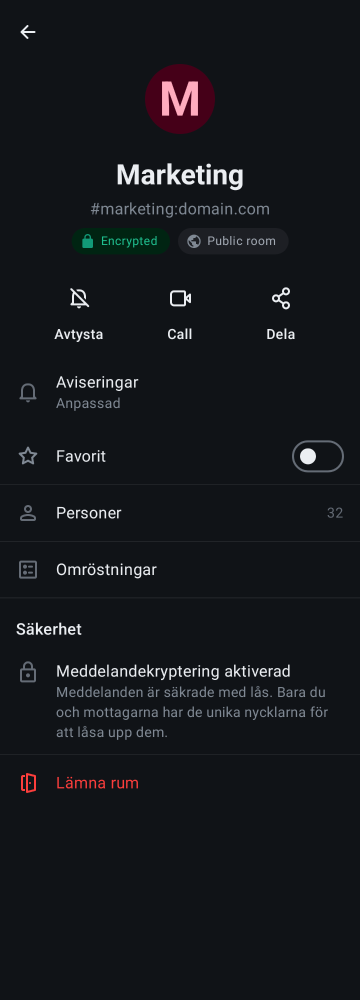 M
Marketing
#marketing:domain.com
Encrypted
Public room
Avtysta
Call
Dela
Aviseringar
Anpassad
Favorit
Personer
32
Omröstningar
Säkerhet
Meddelandekryptering aktiverad
Meddelanden är säkrade med lås. Bara du
och mottagarna har de unika nycklarna för
att låsa upp dem.
Lämna rum